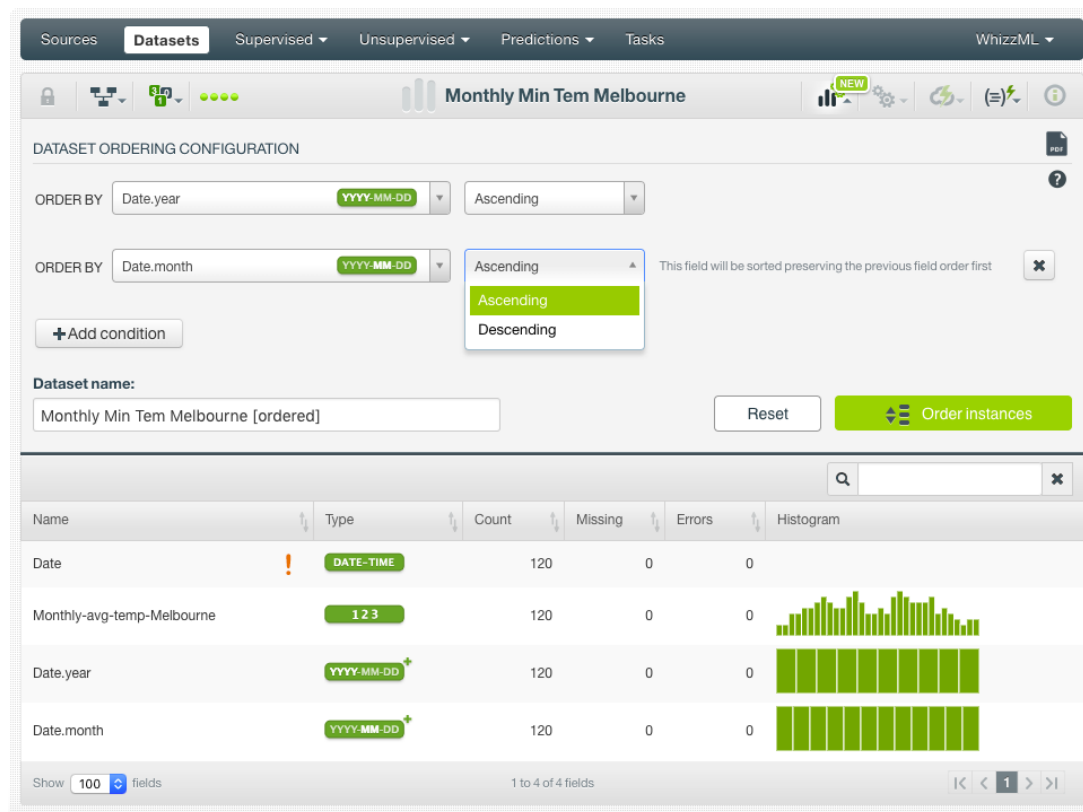 Sources Datasets Supervised Unsupervised Predictions Tasks WhizzML
Monthly Min Tem Melbourne NEW (=)
DATASET ORDERING CONFIGURATION PDF
?
ORDER BY Date.year YYYY-MM-DD Ascending
ORDER BY Date.month YYYY-MM-DD Ascending This field will be sorted preserving the previous field order first
Ascending
Descending
+Add condition
Dataset name:
Monthly Min Tem Melbourne [ordered] Reset Order instances
Name Type Count Missing Errors Histogram
Date ! DATE-TIME 120 0 0
Monthly-avg-temp-Melbourne 123 120 0 0
Date.year YYYY-MM-DD 120 0 0
Date.month YYYY-MM-DD 120 0 0
Show 100 fields 1 to 4 of 4 fields 1